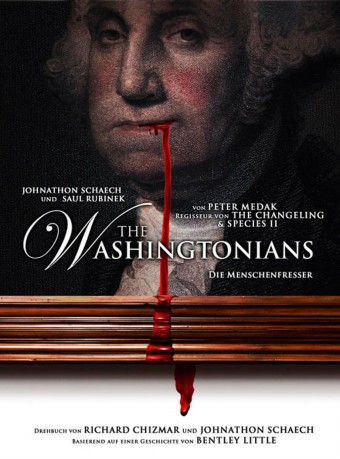 JOHNATHON SCHAECH
UND SAUL RUBINEK
VON PETER MEDAK
REGISSEUR VON THE CHANGELING
& SPECIES II
THE
WASHINGTONIANS
DIE MENSCHENFRESSER
DREHBUCH VON RICHARD CHIZMAR UND JOHNATHON SCHAECH
BASIEREND AUF EINER GESCHICHTE VON BENTLEY LITTLE